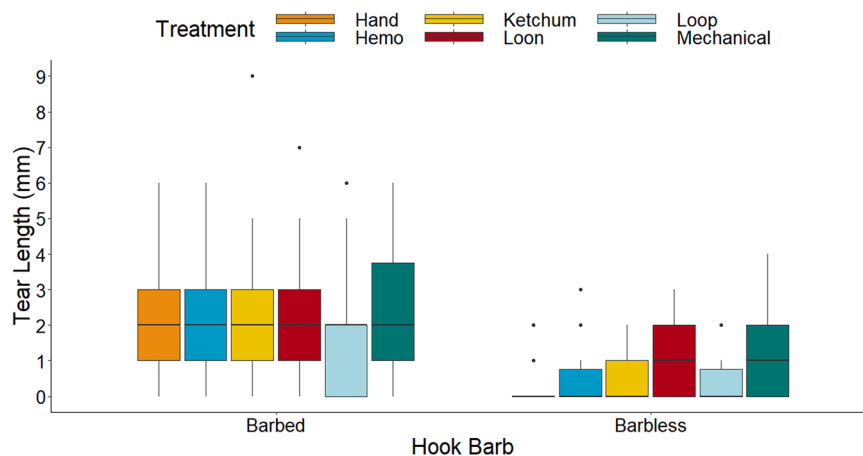 Treatment Hand Ketchum Loop
Hemo Loon Mechanical
9
8
7
6
5
4
3
2
1
0
Tear Length (mm)
Barbed Barbless
Hook Barb